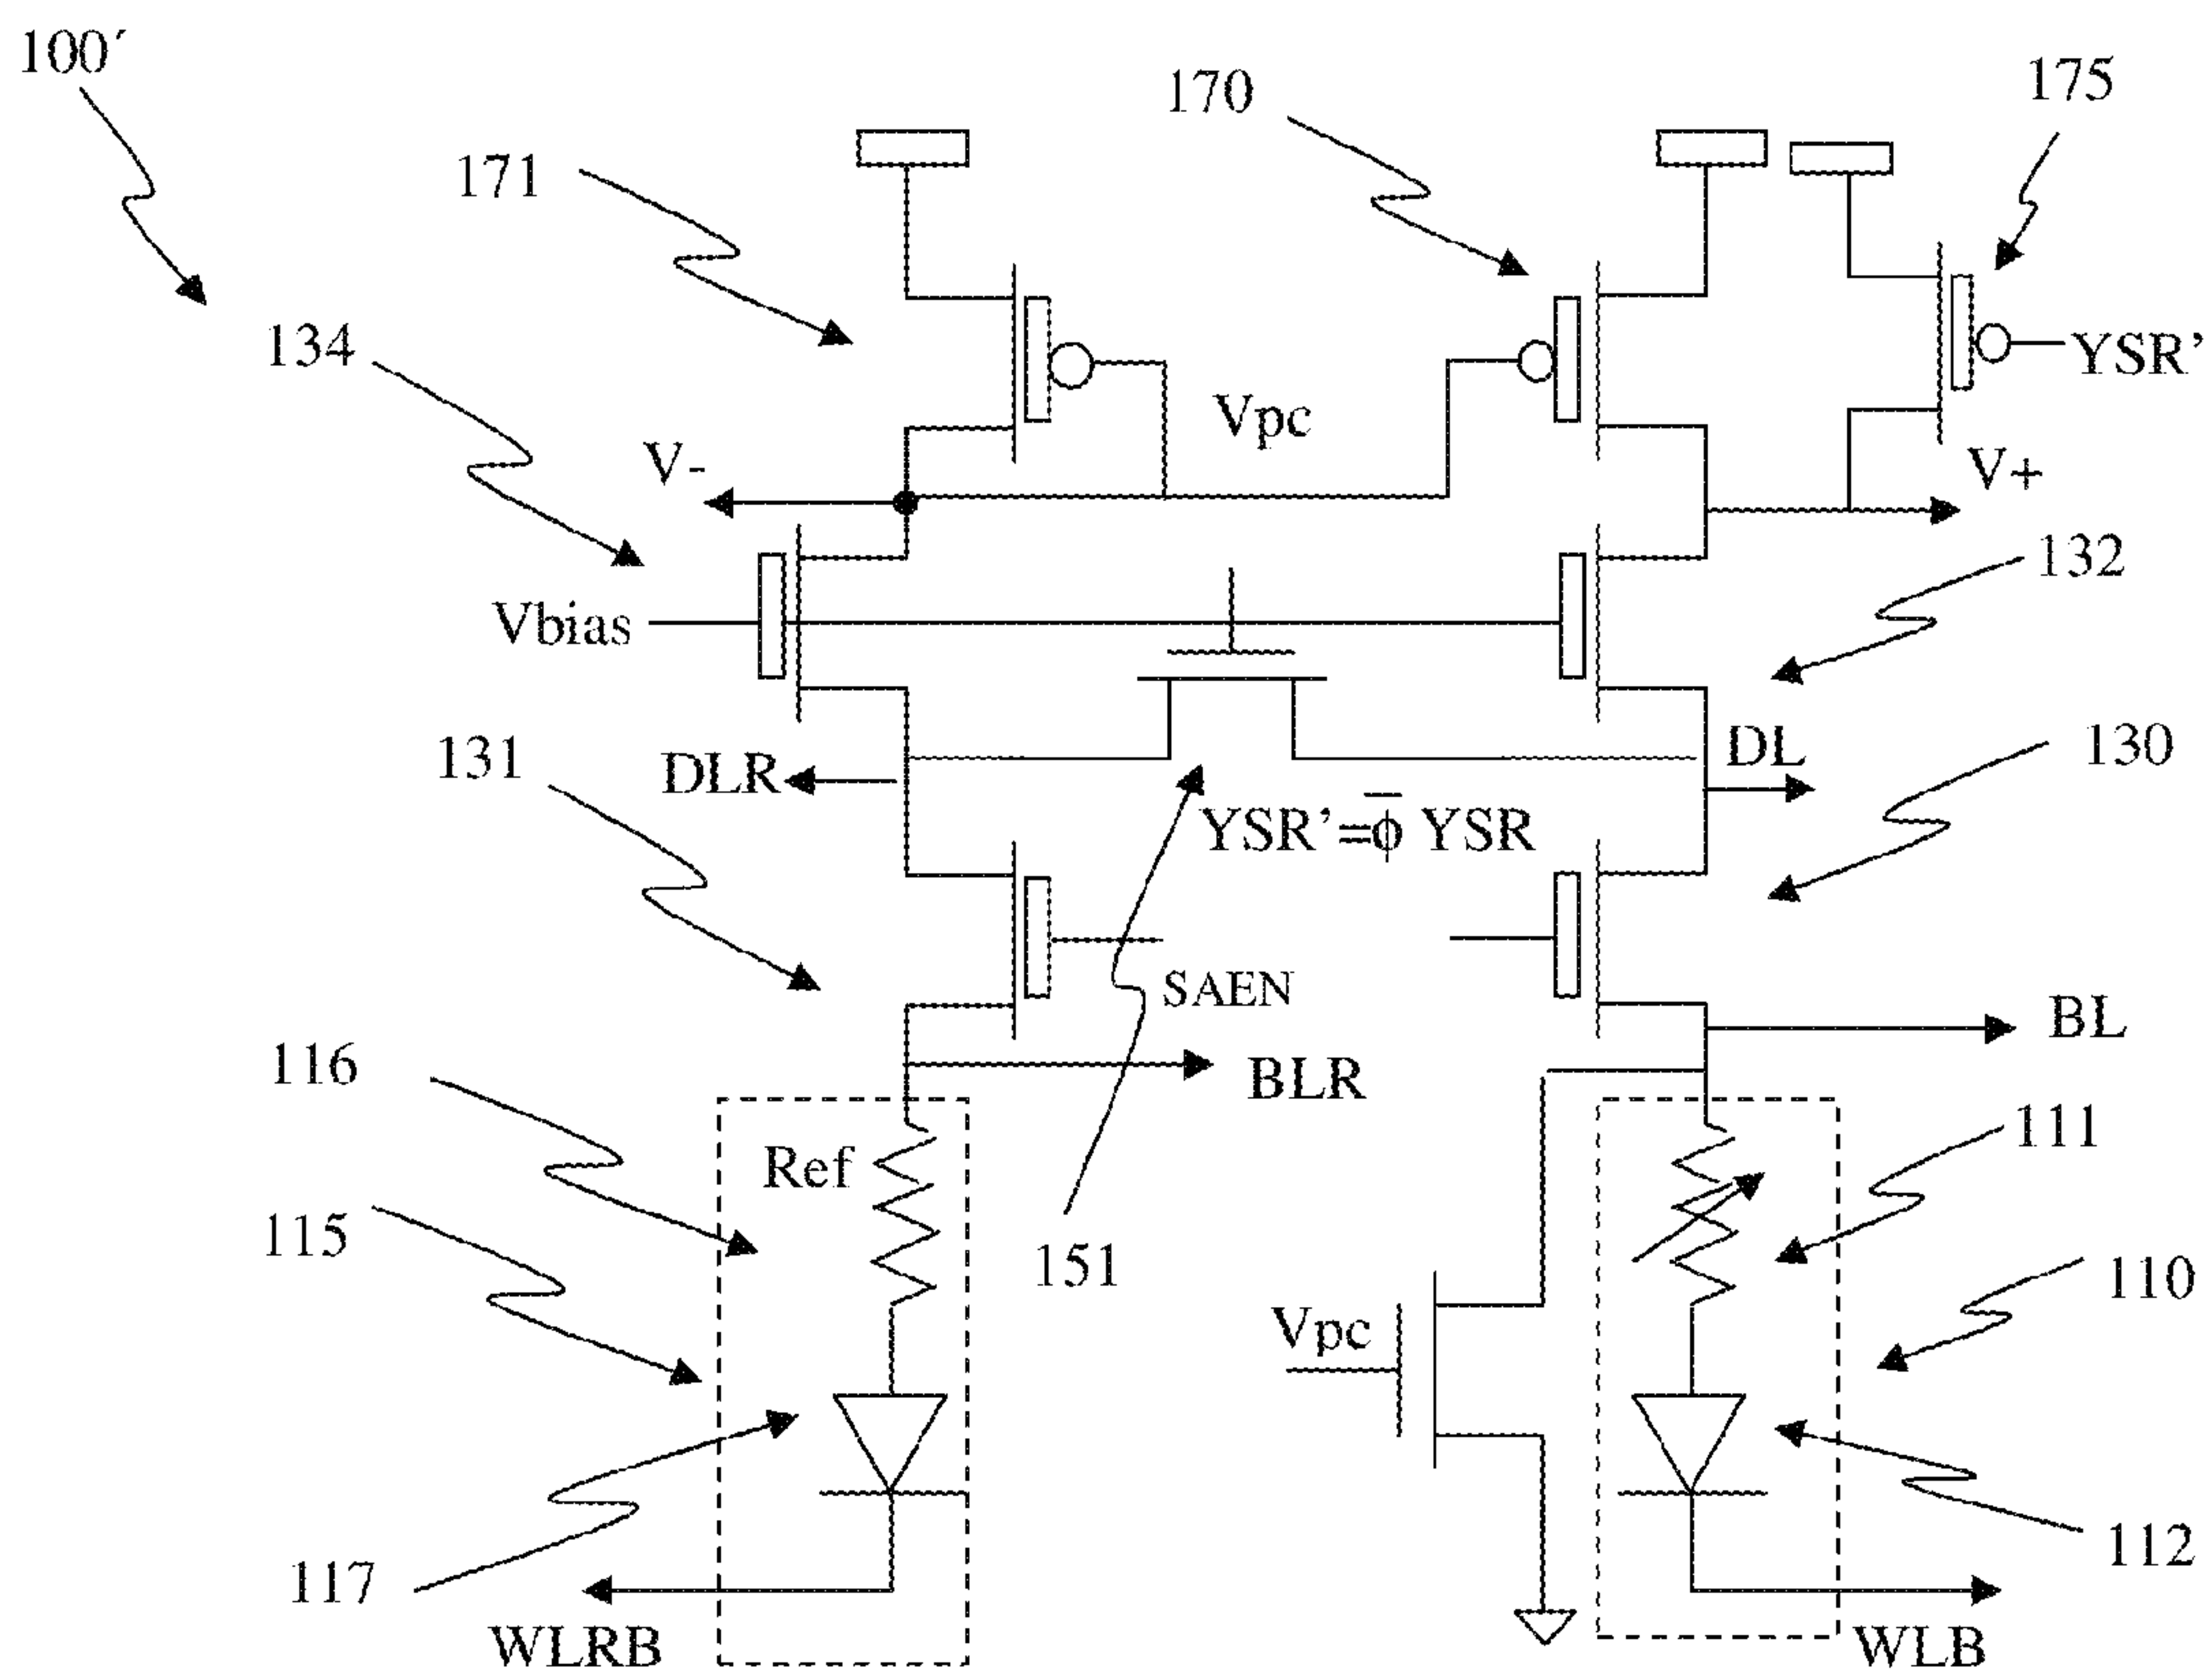 100´
170
175
171
134
YSR’
Vpc
V-
V+
132
Vbias
131
DLR
DL
130
YSR’=φ̅ YSR
SAEN
BL
116
BLR
111
Ref
115
151
110
Vpc
117
112
WLRB
WLB